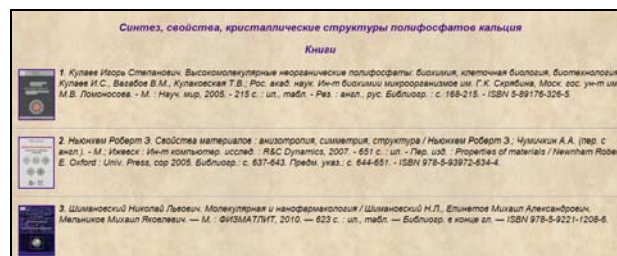 Синтез, свойства, кристаллические структуры полифосфатов кальция
Книги
1. Кулаев Игорь Степанович. Высокомолекулярные неорганические полифосфаты: биохимия, клеточная биология, биотехнология
Кулаев И.С., Вагабов В.М., Кулаковская Т.В.; Рос. акад. наук. Ин-т биохимии микроорганизмов им. Г.К. Скрябина, Моск. гос. ун-т им
М.В. Ломоносова. - М. : Науч. мир, 2005. - 215 с. : ил., табл. - Рез. : англ., рус. Библиогр. : с. 168-215. - ISBN 5-89176-326-5.
2. Ньюнхем Роберт Э. Свойства материалов : анизотропия, симметрия, структура / Ньюнхем Роберт Э.; Чумичкин А.А. (пер. с
англ.). - М.; Ижевск : Ин-т компьютер. исслед. : R&C Dynamics, 2007. - 651 с. : ил. - Пер. изд. : Properties of materials / Newnham Robe
E. Oxford : Univ. Press, cop 2005. Библиогр.: с. 637-643. Предм. указ.: с. 644-651. - ISBN 978-5-93972-634-4.
3. Шимановский Николай Львович. Молекулярная и нанофармакология / Шимановский Н.Л., Епинетов Михаил Александрович,
Мельников Михаил Яковлевич. — М. : ФИЗМАТЛИТ, 2010. — 623 с. : ил., табл. — Библиогр. в конце гл. — ISBN 978-5-9221-1208-6.